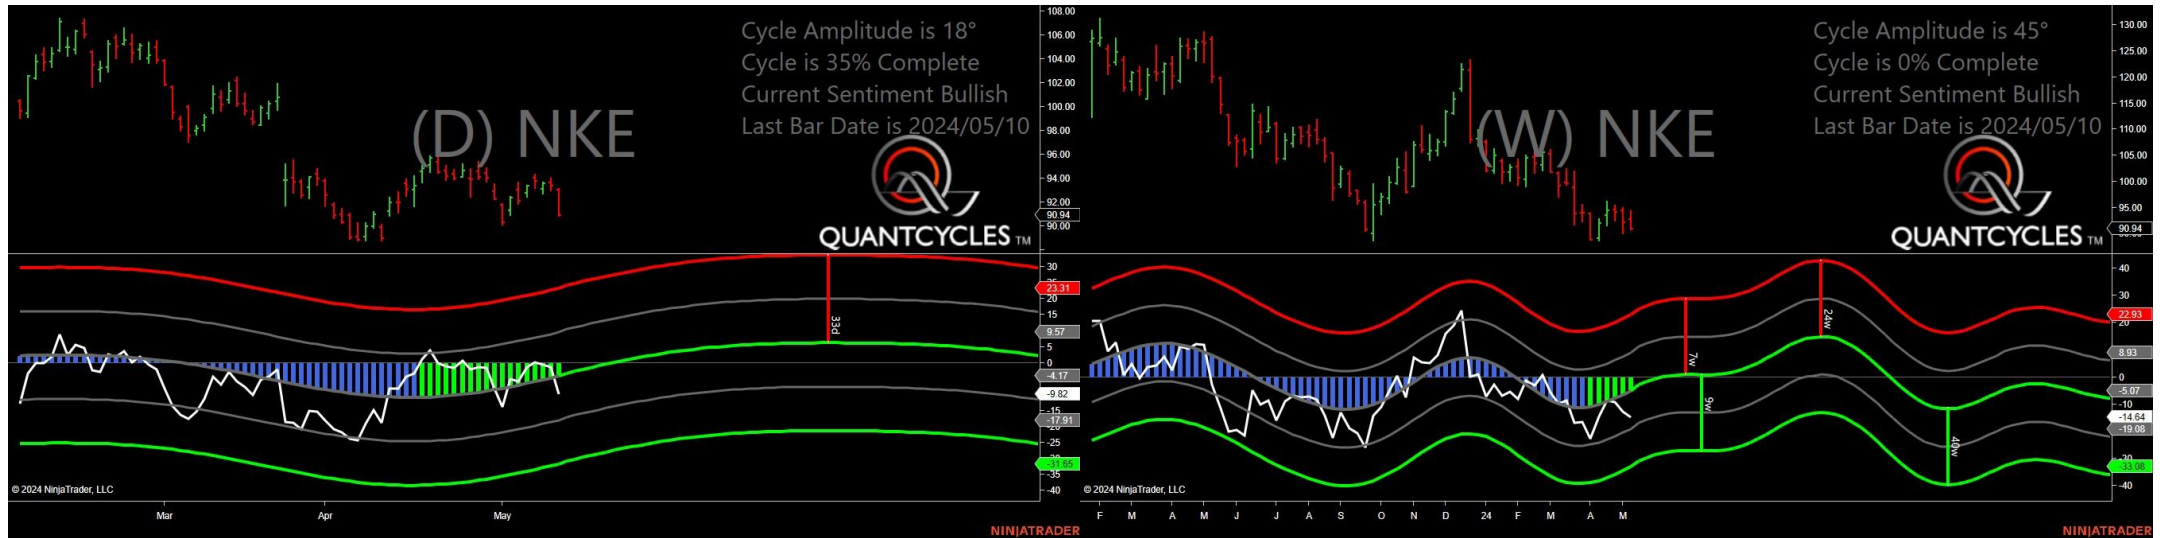 Cycle Amplitude is 18°
Cycle is 35% Complete
Current Sentiment Bullish
Last Bar Date is 2024/05/10
(D) NKE
QUANTCYCLES TM
108.00
106.00
104.00
102.00
100.00
98.00
96.00
94.00
92.00
90.94
90.00
30
23.31
20
15
9.57
5
0
-4.17
-9.82
-15
-17.91
-25
-31.65
-35
-40
33d
© 2024 NinjaTrader, LLC
Mar Apr May
NINJATRADER
Cycle Amplitude is 45°
Cycle is 0% Complete
Current Sentiment Bullish
Last Bar Date is 2024/05/10
(W) NKE
QUANTCYCLES TM
130.00
125.00
120.00
115.00
110.00
105.00
100.00
95.00
90.94
40
30
22.93
20
8.93
0
-5.07
-10
-14.64
-19.08
-30
-33.08
-40
7w
9w
24w
40w
© 2024 NinjaTrader, LLC
F M A M J J A S O N D 24 F M A M
NINJATRADER